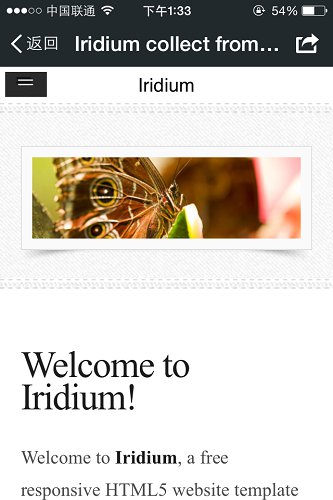 中国联通 下午1:33 54%
返回 Iridium collect from...
Iridium
Welcome to
Iridium!
Welcome to Iridium, a free
responsive HTML5 website template